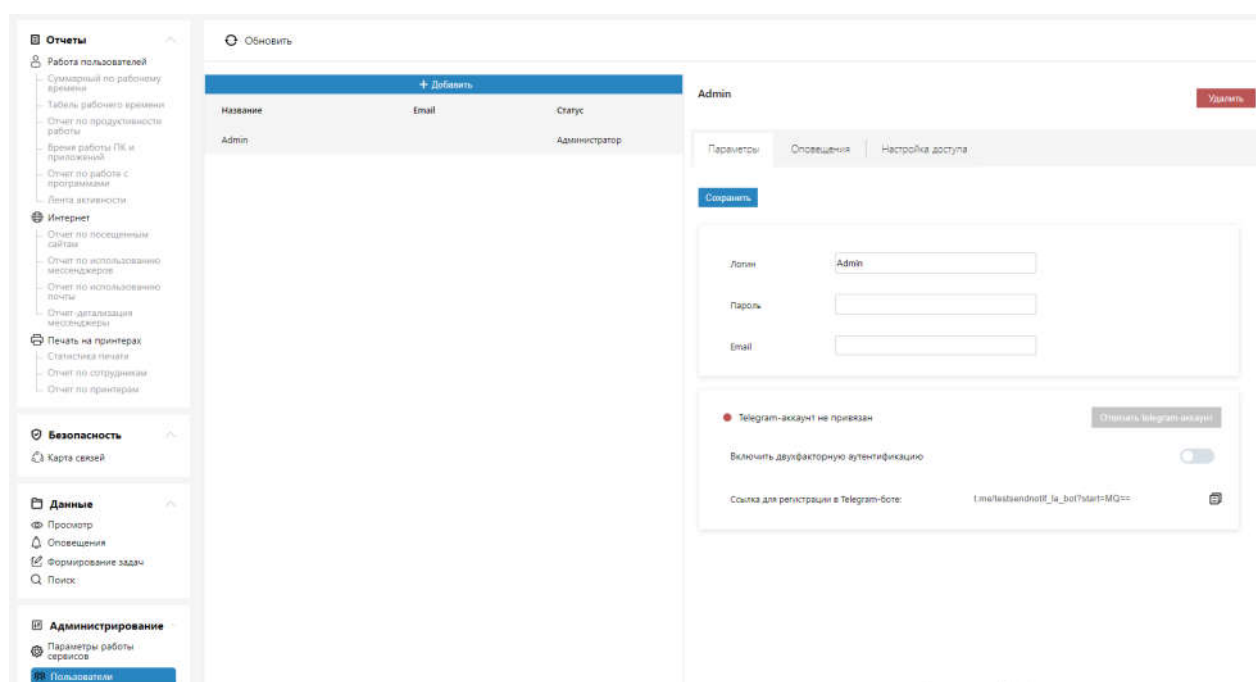 Отчеты
Работа пользователей
Суммарный по рабочему
времени
Табель рабочего времени
Отчет по продуктивности
работы
Время работы ПК и
приложений
Отчет по работе с
программами
Лента активности
Интернет
Отчет по посещенным
сайтам
Отчет по использованию
мессенджеров
Отчет по использованию
почты
Отчет-детализация
мессенджеры
Печать на принтерах
Статистика печати
Отчет по сотрудникам
Отчет по принтерам
Безопасность
Карта связей
Данные
Просмотр
Оповещения
Формирование задач
Поиск
Администрирование
Параметры работы
сервисов
Пользователи
Обновить
+ Добавить
Название Email Статус
Admin Администратор
Admin
Удалить
Параметры Оповещения Настройка доступа
Сохранить
Логин Admin
Пароль
Email
Telegram-аккаунт не привязан Отвязать telegram-аккаунт
Включить двухфакторную аутентификацию
Ссылка для регистрации в Telegram-боте: t.me/testsendnotif_la_bot?start=MQ==